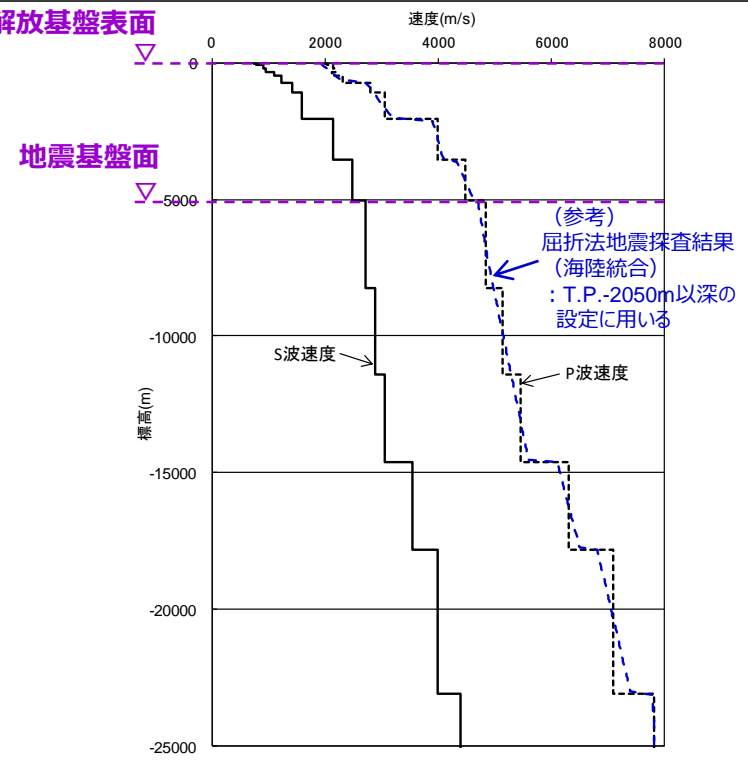 速度(m/s)
解放基盤表面
▽
0
2000
4000
6000
8000
0
地震基盤面
▽
-5000
(参考)
屈折法地震探査結果
(海陸統合)
:T.P.-2050m以深の
設定に用いる
-10000
S波速度
P波速度
標高(m)
-15000
-20000
-25000